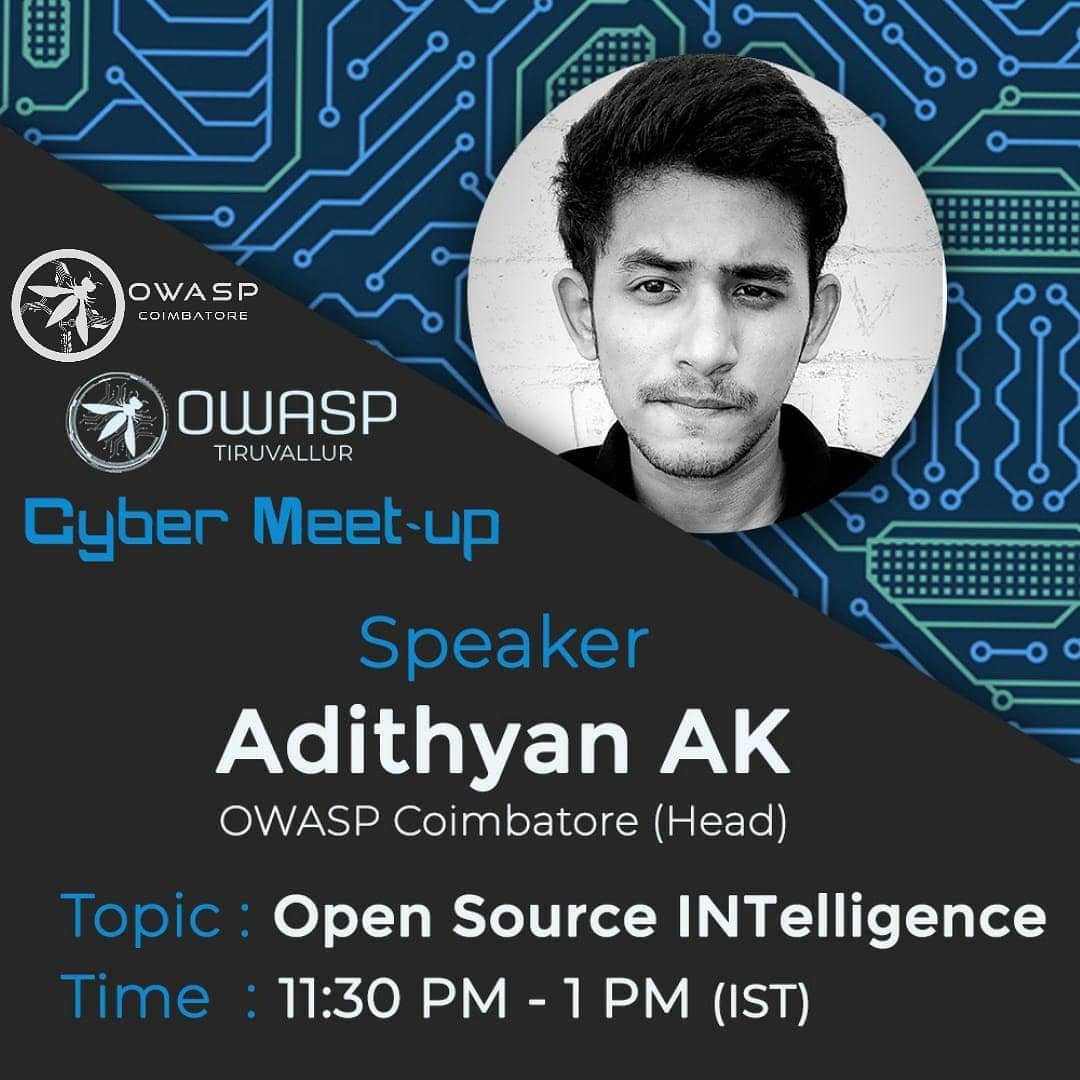 OWASP
COIMBATORE
OWASP
TIRUVALLUR
Cyber Meet-up
Speaker
Adithyan AK
OWASP Coimbatore (Head)
Topic : Open Source INTelligence
Time : 11:30 PM - 1 PM (IST)